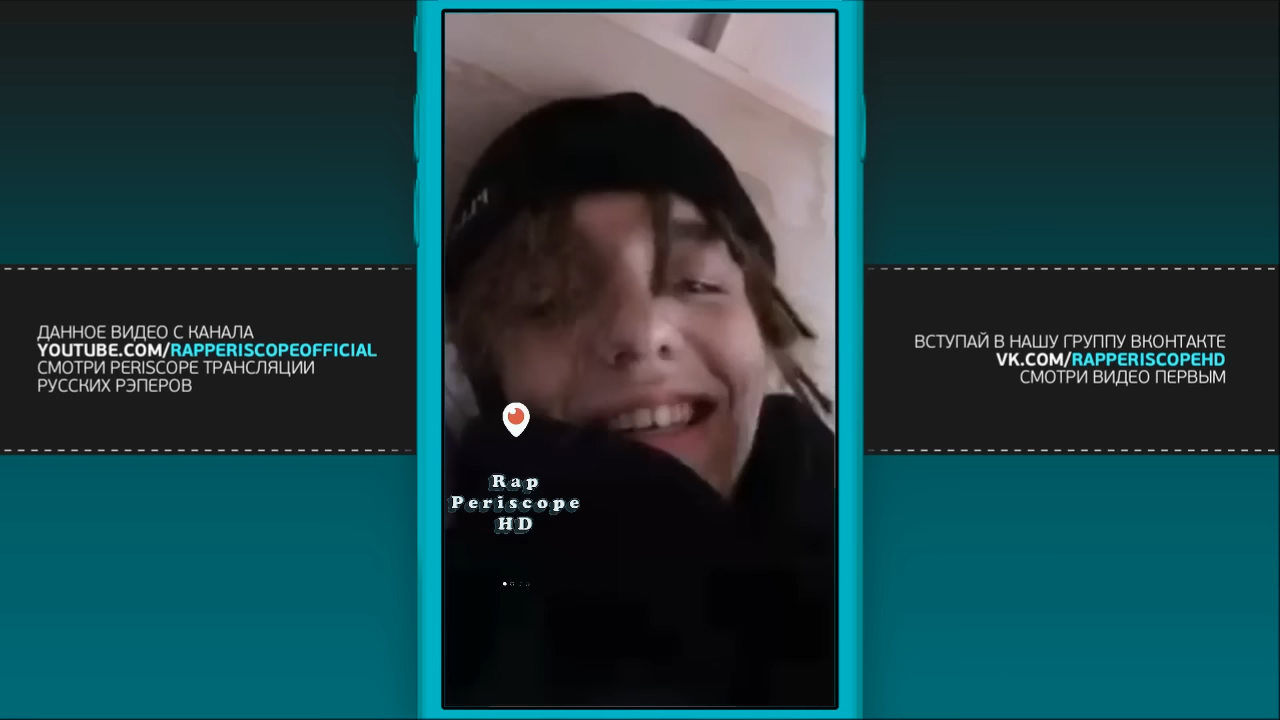 ДАННОЕ ВИДЕО С КАНАЛА
YOUTUBE.COM/RAPPERISCOPEOFFICIAL
СМОТРИ PERISCOPE ТРАНСЛЯЦИИ
РУССКИХ РЭПЕРОВ
ВСТУПАЙ В НАШУ ГРУППУ ВКОНТАКТЕ
VK.COM/RAPPERISCOPEHD
СМОТРИ ВИДЕО ПЕРВЫМ
Rap
Periscope
HD